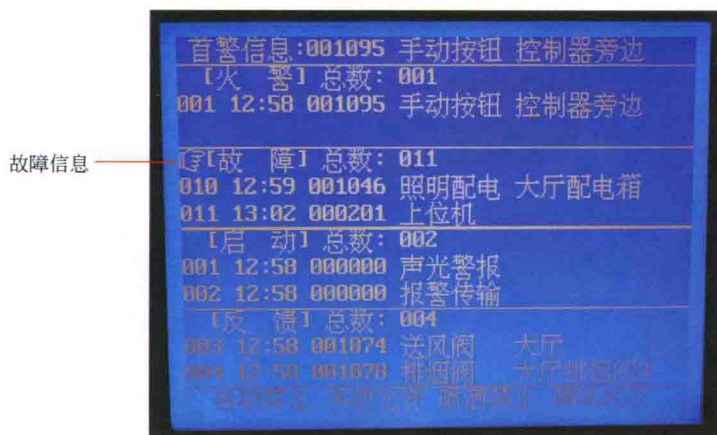 首警信息:001095 手动按钮 控制器旁边
[火 警] 总数: 001
001 12:58 001095 手动按钮 控制器旁边
故障信息
[故 障] 总数: 011
010 12:59 001046 照明配电 大厅配电箱
011 13:02 000201 上位机
[启 动] 总数: 002
001 12:58 000000 声光警报
002 12:58 000000 报警传输
[反 馈] 总数: 004
003 12:58 001074 送风阀 大厅
004 12:58 001078 排烟阀